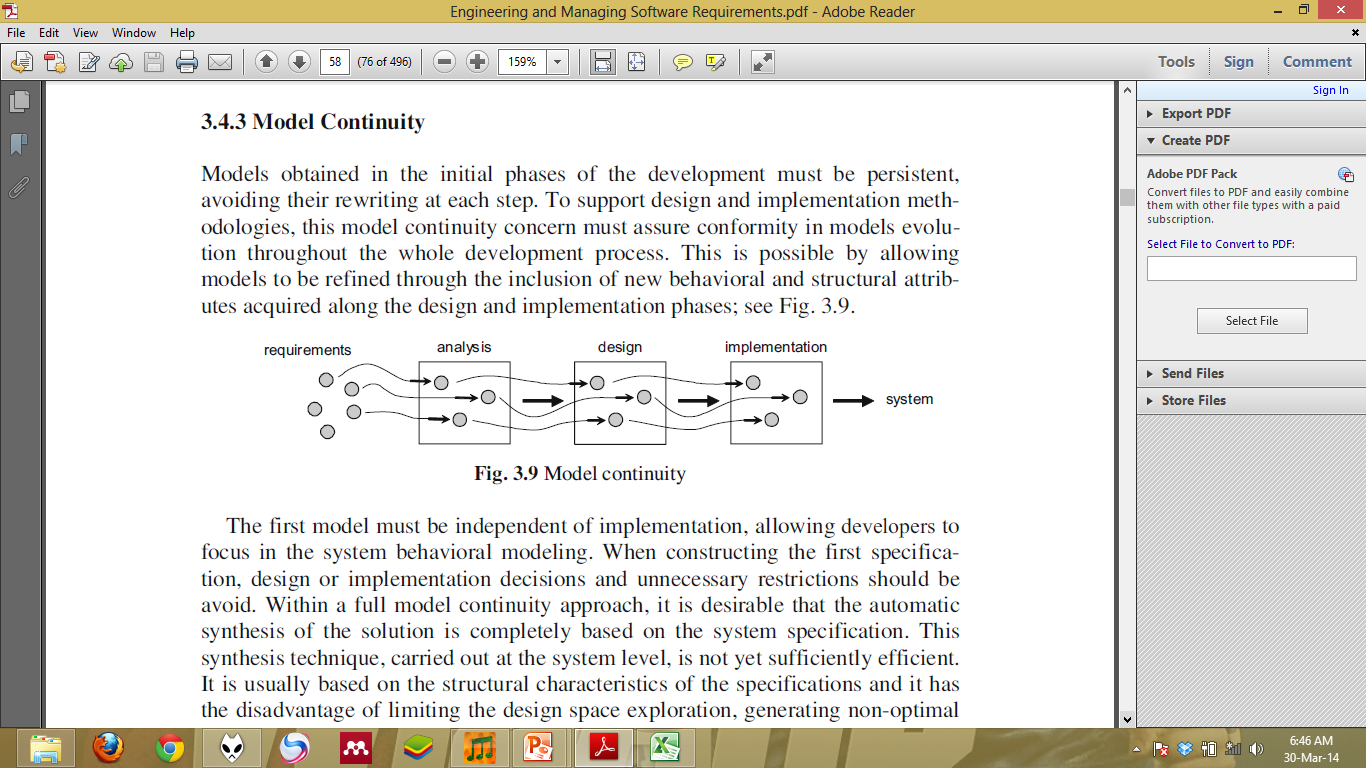 Engineering and Managing Software Requirements.pdf - Adobe Reader
File Edit View Window Help
58 (76 of 496) 159% Tools Sign Comment
Sign In
Export PDF
Create PDF
Adobe PDF Pack
Convert files to PDF and easily combine
them with other file types with a paid
subscription.
Select File to Convert to PDF:
Select File
Send Files
Store Files
3.4.3 Model Continuity
Models obtained in the initial phases of the development must be persistent,
avoiding their rewriting at each step. To support design and implementation meth-
odologies, this model continuity concern must assure conformity in models evolu-
tion throughout the whole development process. This is possible by allowing
models to be refined through the inclusion of new behavioral and structural attrib-
utes acquired along the design and implementation phases; see Fig. 3.9.
requirements analysis design implementation
system
Fig. 3.9 Model continuity
The first model must be independent of implementation, allowing developers to
focus in the system behavioral modeling. When constructing the first specifica-
tion, design or implementation decisions and unnecessary restrictions should be
avoid. Within a full model continuity approach, it is desirable that the automatic
synthesis of the solution is completely based on the system specification. This
synthesis technique, carried out at the system level, is not yet sufficiently efficient.
It is usually based on the structural characteristics of the specifications and it has
the disadvantage of limiting the design space exploration, generating non-optimal
6:46 AM
30-Mar-14